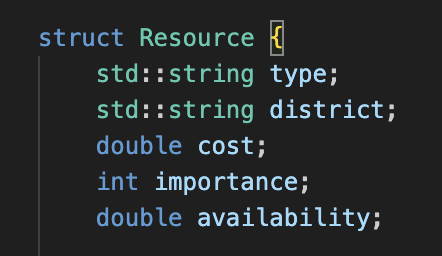 struct Resource {
    std::string type;
    std::string district;
    double cost;
    int importance;
    double availability;